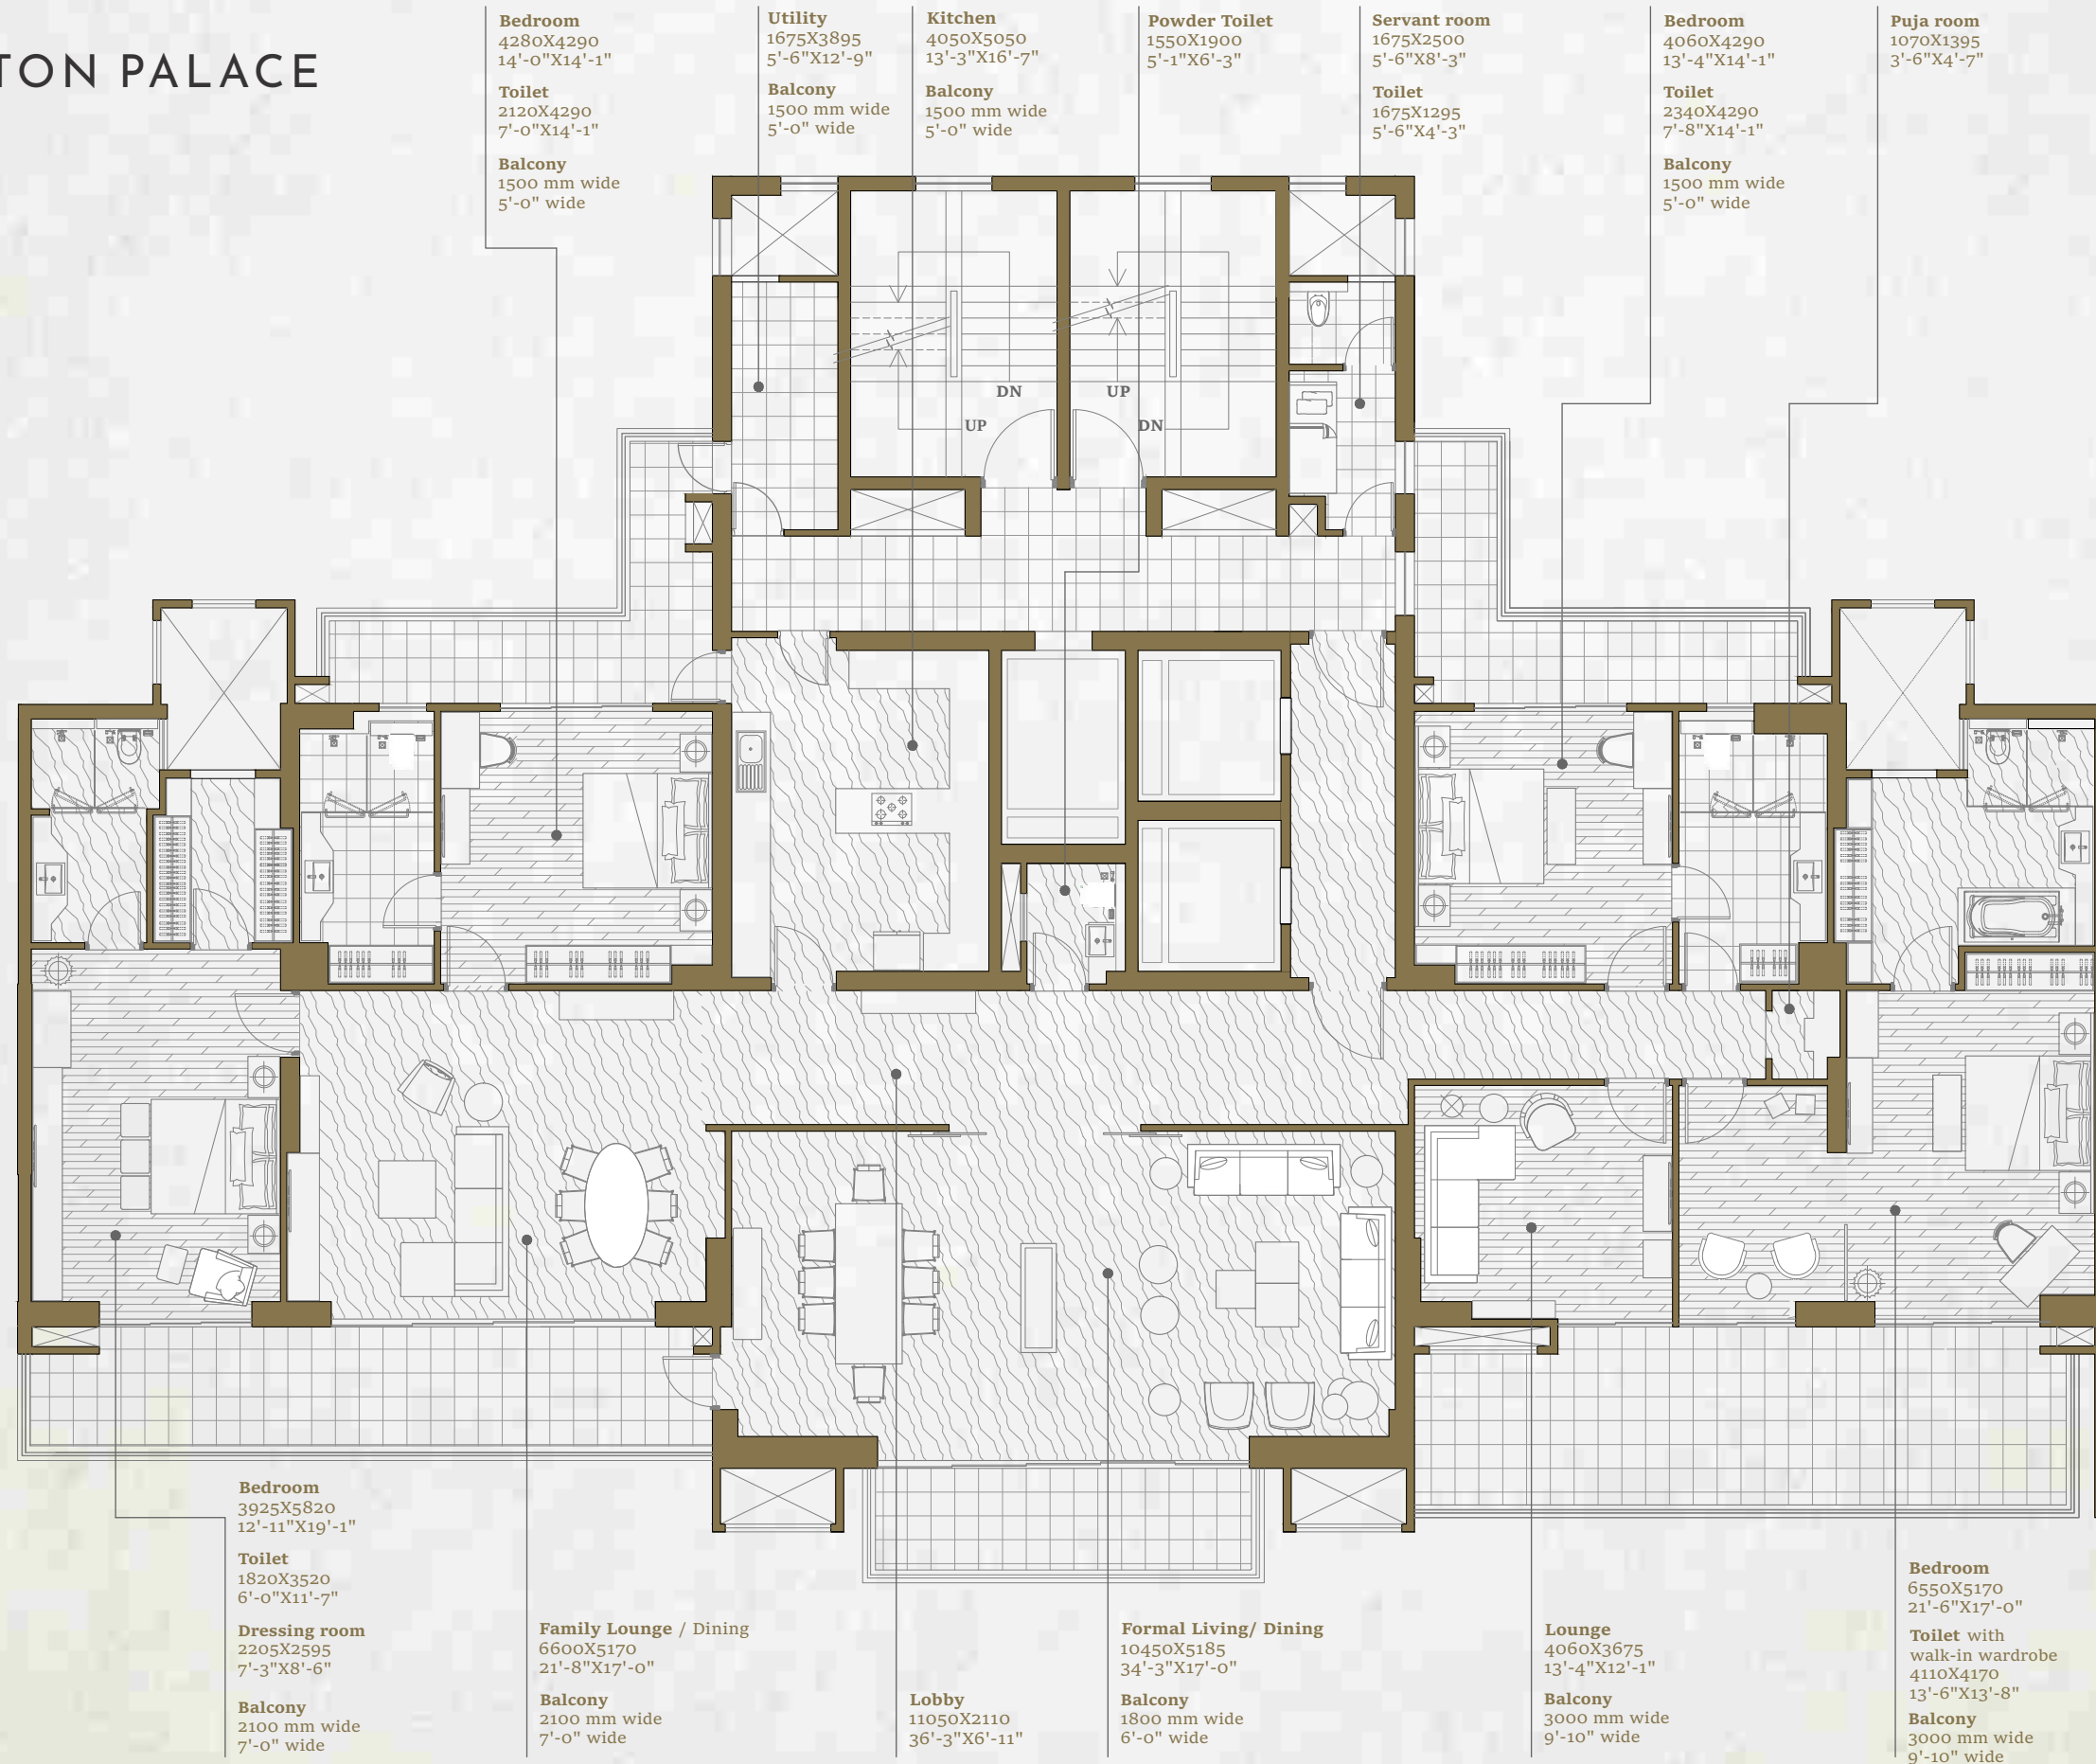 TON PALACE
Bedroom
4280X4290
14'-0"X14'-1"
Toilet
2120X4290
7'-0"X14'-1"
Balcony
1500 mm wide
5'-0" wide
Utility
1675X3895
5'-6"X12'-9"
Balcony
1500 mm wide
5'-0" wide
Kitchen
4050X5050
13'-3"X16'-7"
Balcony
1500 mm wide
5'-0" wide
Powder Toilet
1550X1900
5'-1"X6'-3"
Servant room
1675X2500
5'-6"X8'-3"
Toilet
1675X1295
5'-6"X4'-3"
Bedroom
4060X4290
13'-4"X14'-1"
Toilet
2340X4290
7'-8"X14'-1"
Balcony
1500 mm wide
5'-0" wide
Puja room
1070X1395
3'-6"X4'-7"
DN
UP
UP
DN
Bedroom
3925X5820
12'-11"X19'-1"
Toilet
1820X3520
6'-0"X11'-7"
Dressing room
2205X2595
7'-3"X8'-6"
Balcony
2100 mm wide
7'-0" wide
Family Lounge / Dining
6600X5170
21'-8"X17'-0"
Balcony
2100 mm wide
7'-0" wide
Lobby
11050X2110
36'-3"X6'-11"
Formal Living/ Dining
10450X5185
34'-3"X17'-0"
Balcony
1800 mm wide
6'-0" wide
Lounge
4060X3675
13'-4"X12'-1"
Balcony
3000 mm wide
9'-10" wide
Bedroom
6550X5170
21'-6"X17'-0"
Toilet with
walk-in wardrobe
4110X4170
13'-6"X13'-8"
Balcony
3000 mm wide
9'-10" wide